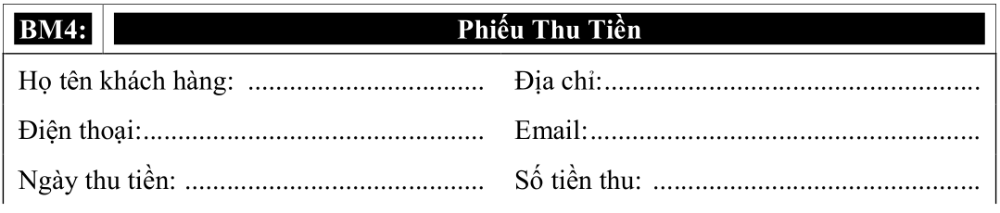 BM4: Phiếu Thu Tiền
Họ tên khách hàng: .................................. Địa chỉ:......................................................
Điện thoại:................................................. Email:........................................................
Ngày thu tiền: ........................................... Số tiền thu: ...............................................